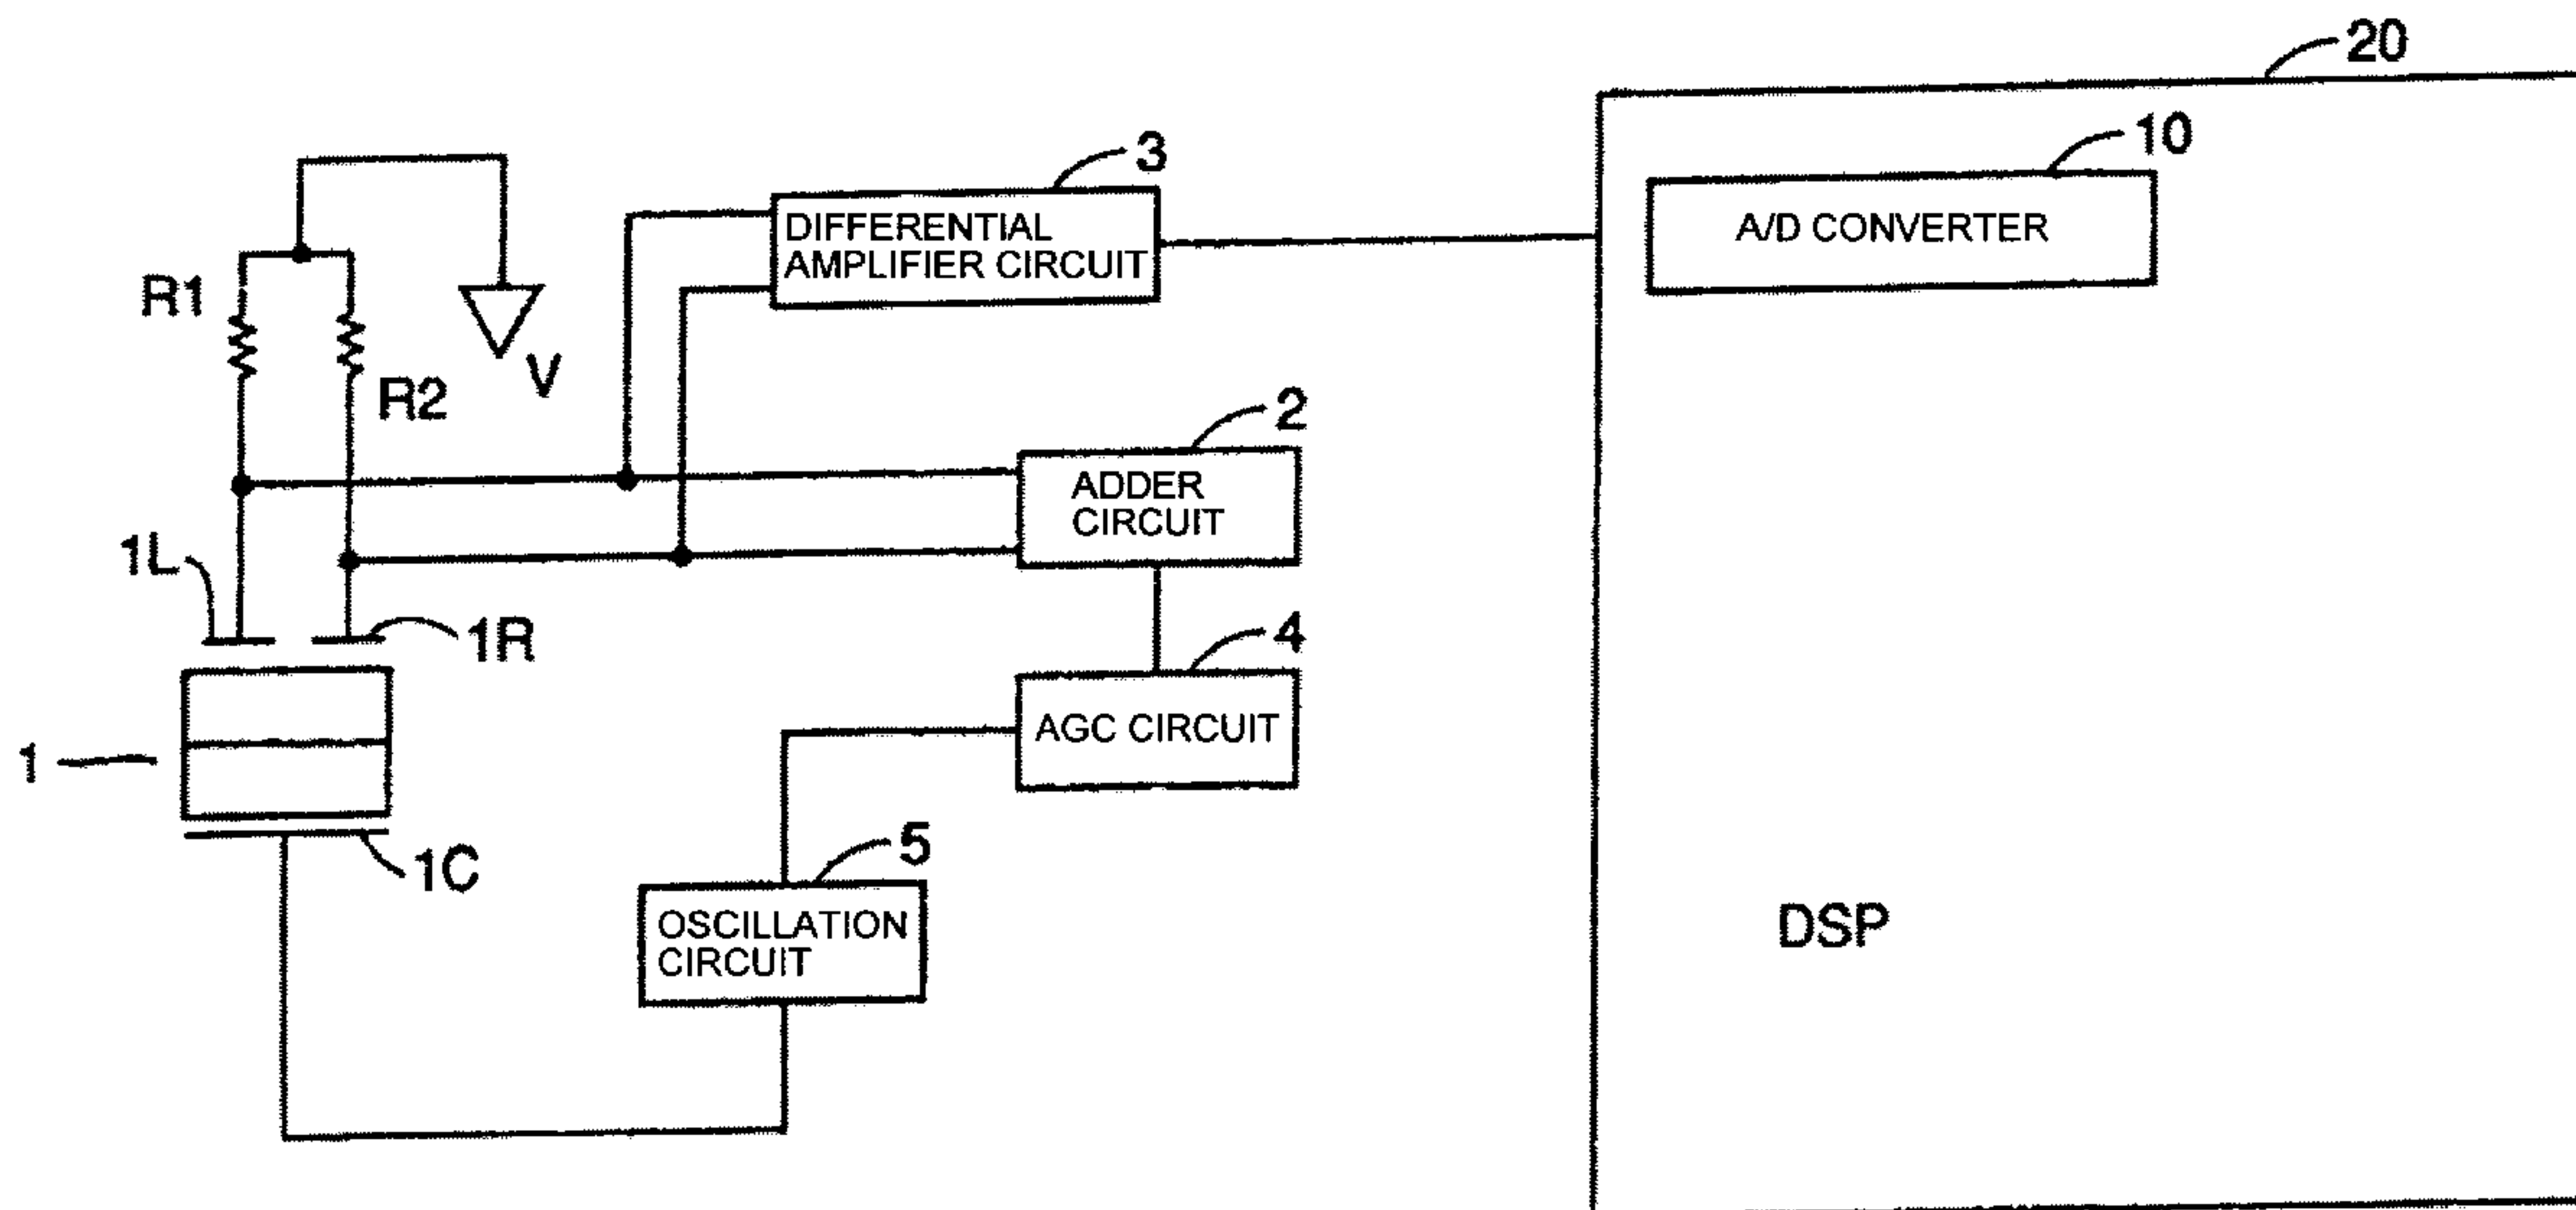 20
10
3
DIFFERENTIAL
AMPLIFIER CIRCUIT
A/D CONVERTER
R1
V
R2
2
ADDER
CIRCUIT
1L
1R
4
AGC CIRCUIT
1
1C
5
OSCILLATION
CIRCUIT
DSP